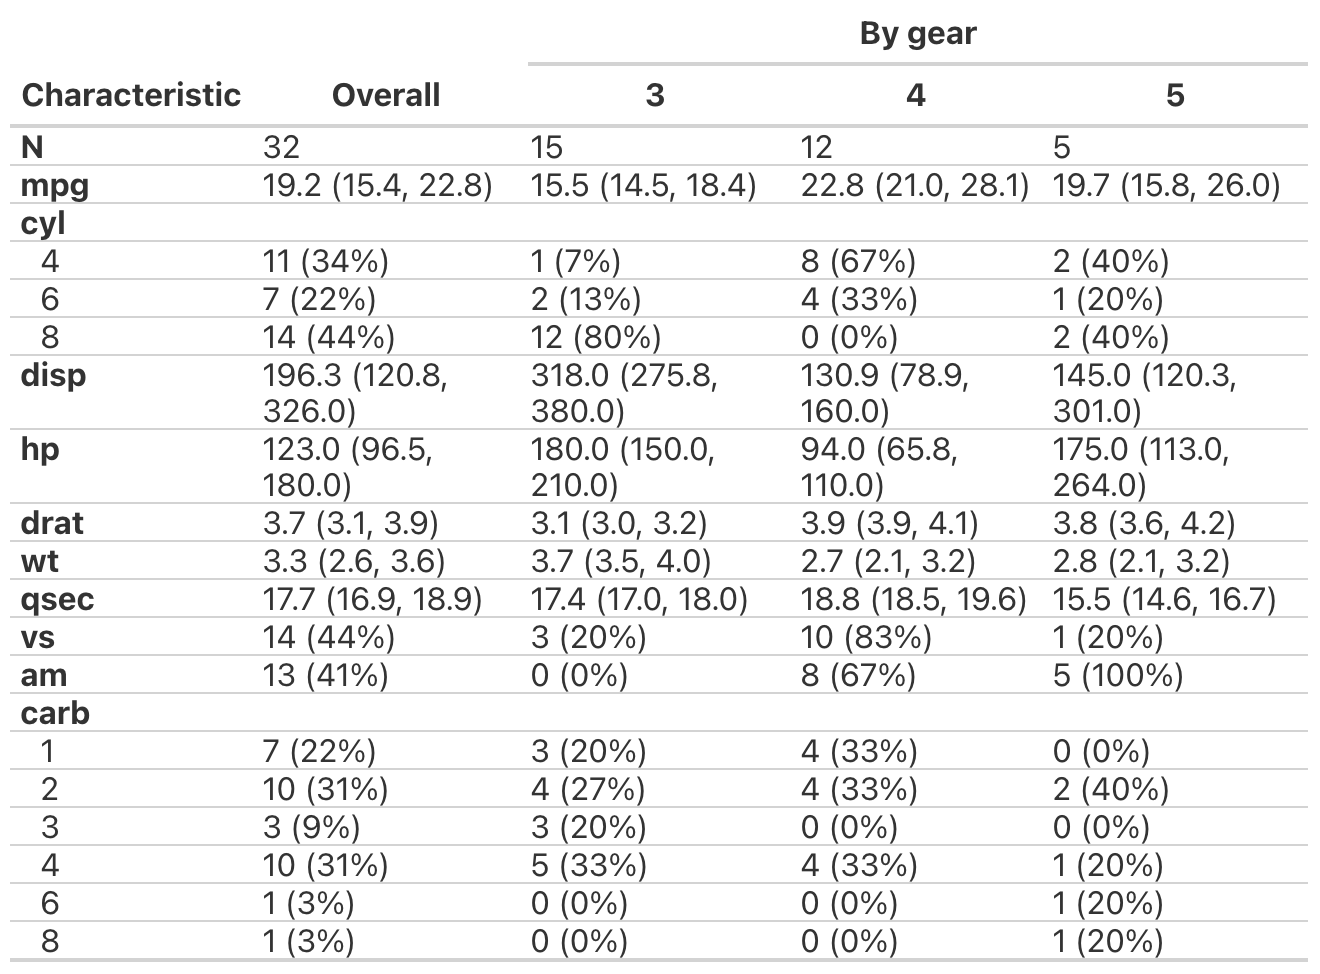 By gear
Characteristic Overall 3 4 5
N 32 15 12 5
mpg 19.2 (15.4, 22.8) 15.5 (14.5, 18.4) 22.8 (21.0, 28.1) 19.7 (15.8, 26.0)
cyl
4 11 (34%) 1 (7%) 8 (67%) 2 (40%)
6 7 (22%) 2 (13%) 4 (33%) 1 (20%)
8 14 (44%) 12 (80%) 0 (0%) 2 (40%)
disp 196.3 (120.8, 318.0 (275.8, 130.9 (78.9, 145.0 (120.3,
326.0) 380.0) 160.0) 301.0)
hp 123.0 (96.5, 180.0 (150.0, 94.0 (65.8, 175.0 (113.0,
180.0) 210.0) 110.0) 264.0)
drat 3.7 (3.1, 3.9) 3.1 (3.0, 3.2) 3.9 (3.9, 4.1) 3.8 (3.6, 4.2)
wt 3.3 (2.6, 3.6) 3.7 (3.5, 4.0) 2.7 (2.1, 3.2) 2.8 (2.1, 3.2)
qsec 17.7 (16.9, 18.9) 17.4 (17.0, 18.0) 18.8 (18.5, 19.6) 15.5 (14.6, 16.7)
vs 14 (44%) 3 (20%) 10 (83%) 1 (20%)
am 13 (41%) 0 (0%) 8 (67%) 5 (100%)
carb
1 7 (22%) 3 (20%) 4 (33%) 0 (0%)
2 10 (31%) 4 (27%) 4 (33%) 2 (40%)
3 3 (9%) 3 (20%) 0 (0%) 0 (0%)
4 10 (31%) 5 (33%) 4 (33%) 1 (20%)
6 1 (3%) 0 (0%) 0 (0%) 1 (20%)
8 1 (3%) 0 (0%) 0 (0%) 1 (20%)